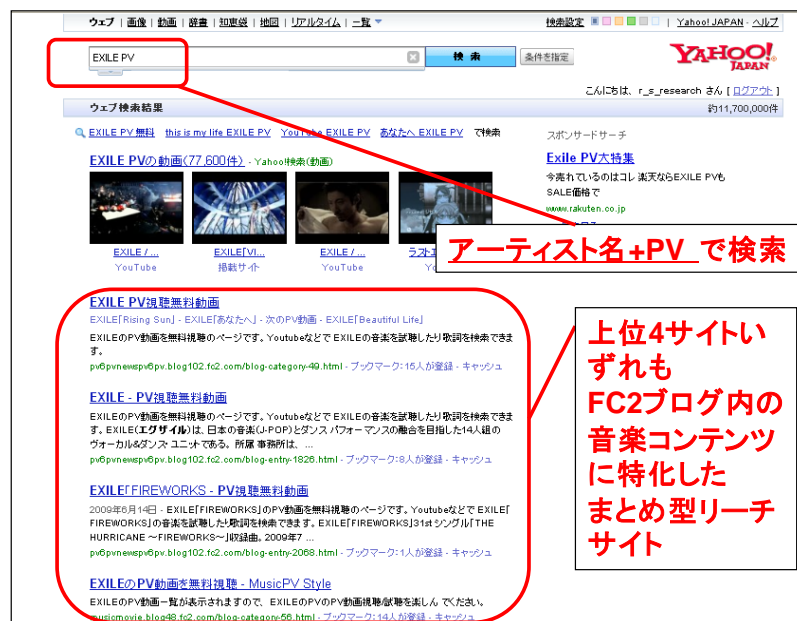 ウェブ | 画像 | 動画 | 辞書 | 知恵袋 | 地図 | リアルタイム | 一覧 ▼
検索設定 | Yahoo! JAPAN - ヘルプ
EXILE PV
検索
条件を指定
YAHOO!
JAPAN
こんにちは、r_s_research さん [ ログアウト ]
ウェブ検索結果
約11,700,000件
EXILE PV 無料 this is my life EXILE PV YouTube EXILE PV あなたへ EXILE PV で検索
スポンサードサーチ
EXILE PVの動画(77,600件) - Yahoo!検索(動画)
Exile PV大特集
今売れているのはコレ 楽天ならEXILE PVも
SALE価格で
www.rakuten.co.jp
アーティスト名+PV で検索
EXILE / ...
EXILE「VI...
EXILE / ...
YouTube
掲載サイト
YouTube
EXILE PV視聴無料動画
EXILE「Rising Sun」 - EXILE「あなたへ」 - 次のPV動画 - EXILE「Beautiful Life」
EXILEのPV動画を無料視聴のページです。YoutubeなどでEXILEの音楽を試聴したり歌詞を検索できま
す。
pv6pvnewspv6pv.blog102.fc2.com/blog-category-49.html - ブックマーク:15人が登録 - キャッシュ
上位4サイトい
ずれも
FC2ブログ内の
音楽コンテンツ
に特化した
まとめ型リーチ
サイト
EXILE - PV視聴無料動画
EXILEのPV動画を無料視聴のページです。YoutubeなどでEXILEの音楽を試聴したり歌詞を検索できま
す。EXILE(エグザイル)は、日本の音楽(J-POP)とダンス パフォーマンスの融合を目指した14人組の
ヴォーカル&ダンス ユニットである。所属 事務所は、...
pv6pvnewspv6pv.blog102.fc2.com/blog-entry-1826.html - ブックマーク:8人が登録 - キャッシュ
EXILE「FIREWORKS - PV視聴無料動画
2009年6月14日 - EXILE「FIREWORKS」のPV動画を無料視聴のページです。YoutubeなどでEXILE「
FIREWORKS」の音楽を試聴したり歌詞を検索できます。EXILE「FIREWORKS」31stシングル「THE
HURRICANE ～FIREWORKS～」収録曲。2009年7 ...
pv6pvnewspv6pv.blog102.fc2.com/blog-entry-2068.html - ブックマーク:1人が登録 - キャッシュ
EXILEのPV動画を無料視聴 - MusicPV Style
EXILEのPV動画一覧が表示されますので、EXILEのPVのPV動画視聴/試聴を楽しん でください。
musicmovie.blog48.fc2.com/blog-category-56.html - ブックマーク:14人が登録 - キャッシュ